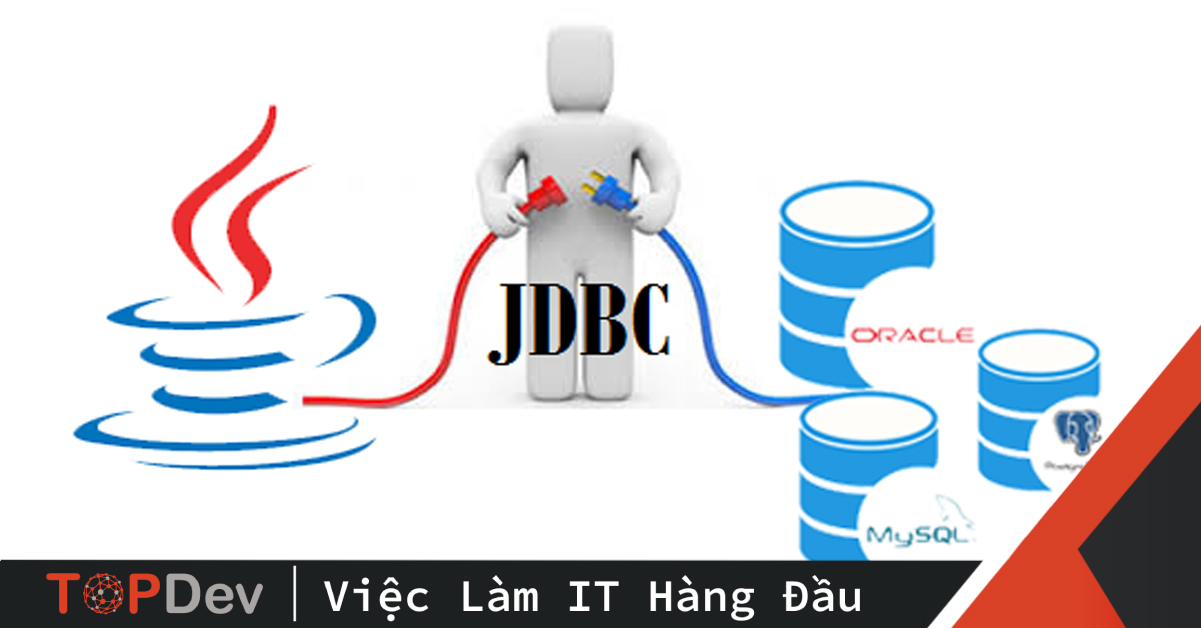 JDBC
ORACLE
MySQL
TOPDev
Việc Làm IT Hàng Đầu